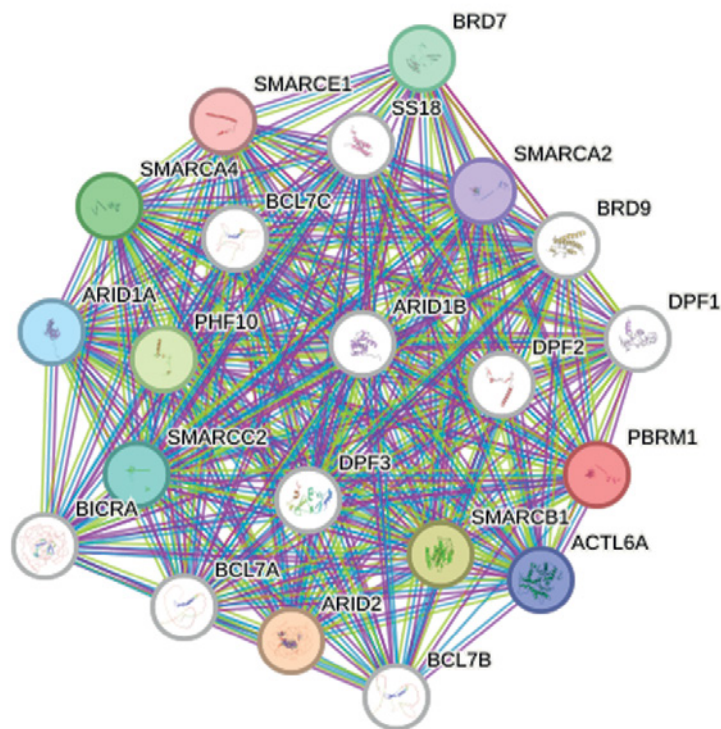 BRD7
SMARCE1
SS18
SMARCA4
SMARCA2
BCL7C
BRD9
ARID1A
PHF10
ARID1B
DPF1
DPF2
SMARCC2
DPF3
PBRM1
BICRA
SMARCB1
ACTL6A
BCL7A
ARID2
BCL7B